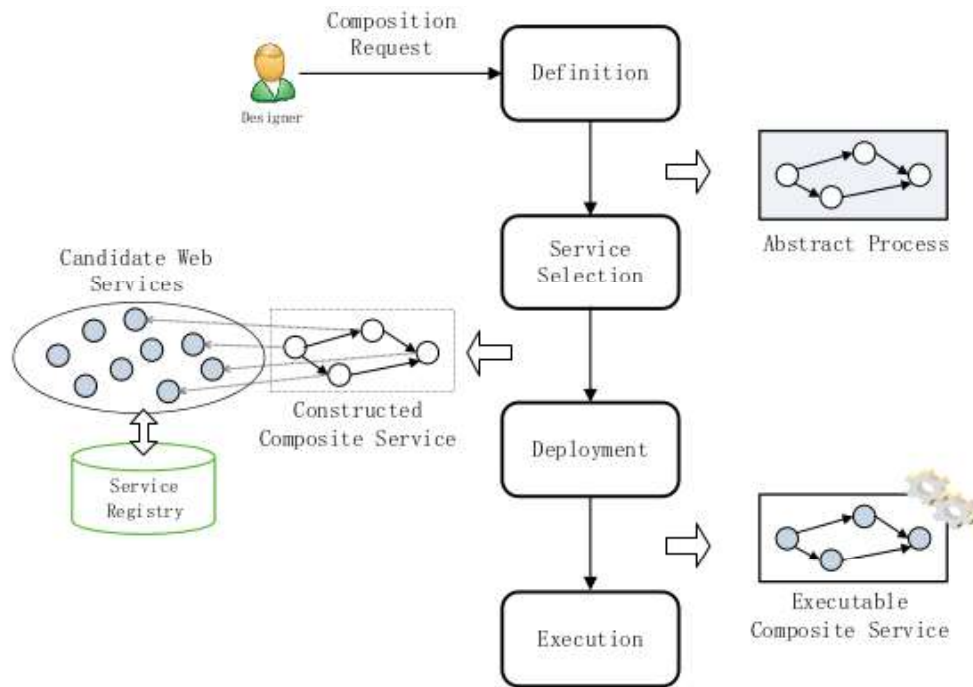 Composition
Request
Designer
Definition
Abstract Process
Service
Selection
Candidate Web
Services
Constructed
Composite Service
Service
Registry
Deployment
Executable
Composite Service
Execution